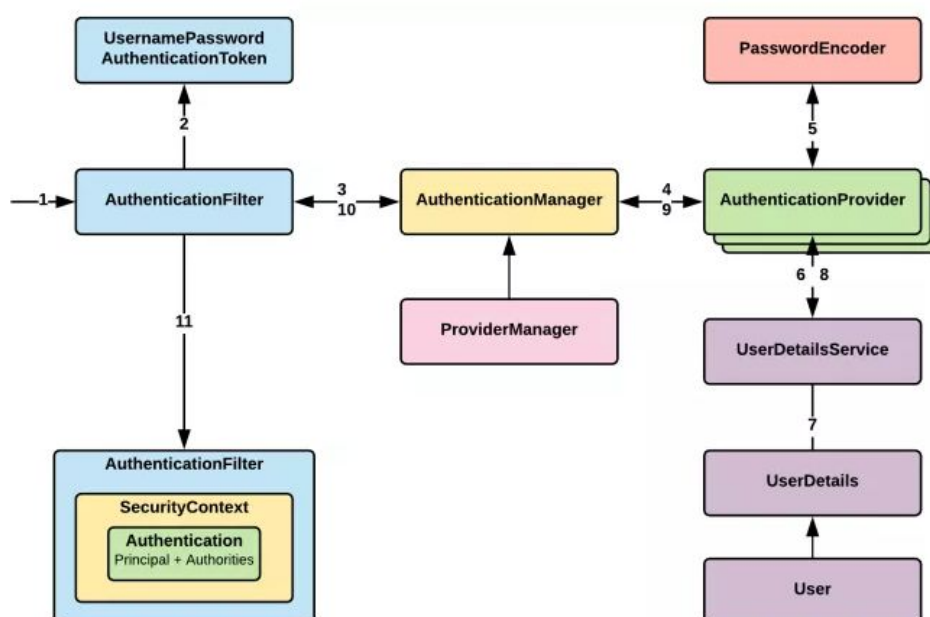 UsernamePassword
AuthenticationToken
PasswordEncoder
2
5
1
AuthenticationFilter
3
10
AuthenticationManager
4
9
AuthenticationProvider
6 8
11
ProviderManager
UserDetailsService
7
AuthenticationFilter
SecurityContext
Authentication
Principal + Authorities
UserDetails
User